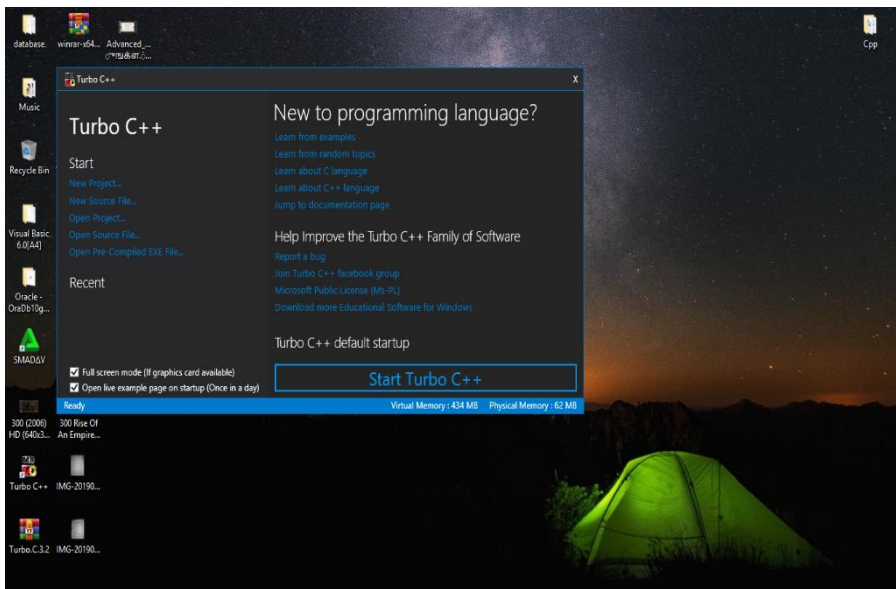 database
winrar-x64...
Advanced_...
Cpp
Music
Recycle Bin
Visual Basic
6.0(A4)
Oracle -
OraDb10g...
SMADΔV
300 (2006)
HD (640x3...
300 Rise Of
An Empire...
Turbo C++
IMG-20190...
Turbo.C.3.2
IMG-20190...
Turbo C++
X
Turbo C++
Start
New Project...
New Source File...
Open Project...
Open Source File...
Open Pre-Compiled EXE File...
Recent
Full screen mode (If graphics card available)
Open live example page on startup (Once in a day)
New to programming language?
Learn from examples
Learn from random topics
Learn about C language
Learn about C++ language
Jump to documentation page
Help Improve the Turbo C++ Family of Software
Report a bug
Join Turbo C++ facebook group
Microsoft Public License (Ms-PL)
Download more Educational Software for Windows
Turbo C++ default startup
Start Turbo C++
Ready
Virtual Memory : 434 MB
Physical Memory : 62 MB